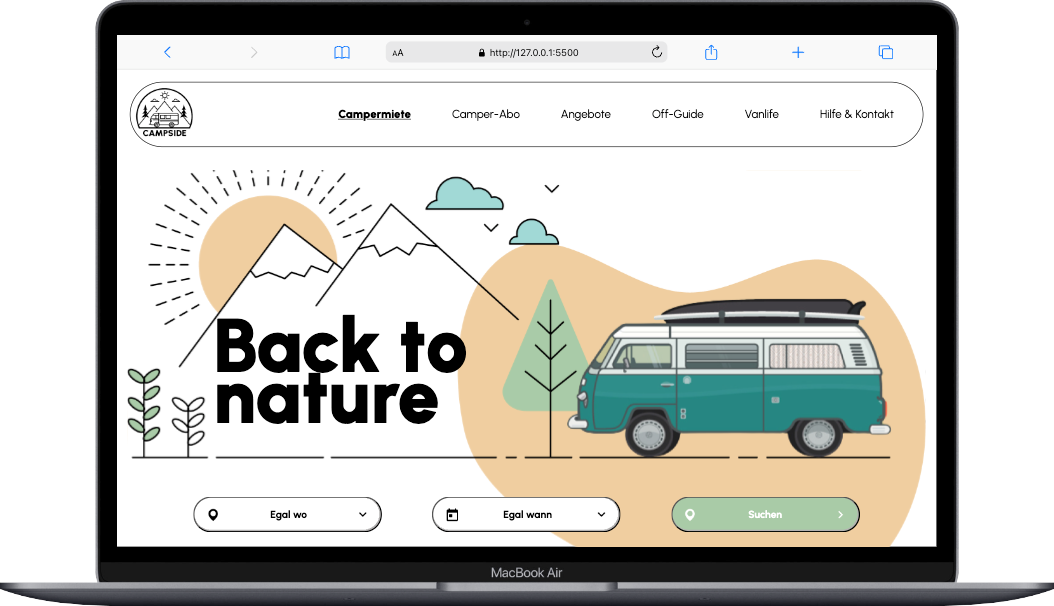 AA http://127.0.0.1:5500
CAMPSIDE
Campermiete Camper-Abo Angebote Off-Guide Vanlife Hilfe & Kontakt
Back to
nature
Egal wo Egal wann Suchen
MacBook Air